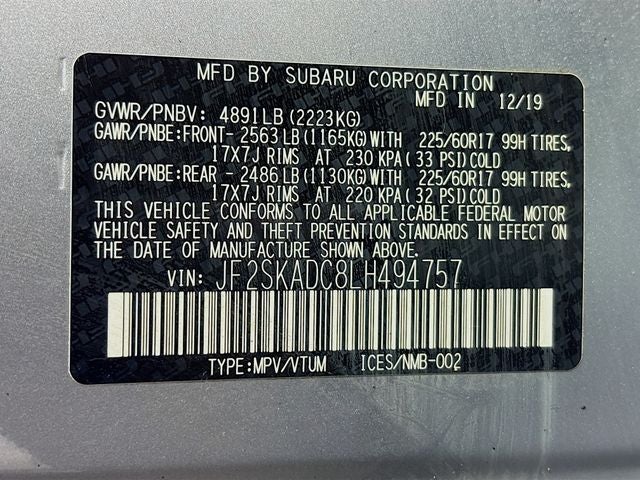 MFD BY SUBARU CORPORATION
MFD IN 12/19
GVWR/PNBV: 4891LB(2223KG)
GAWR/PNBE:FRONT- 2563LB(1165KG)WITH 225/60R17 99H TIRES,
17X7J RIMS AT 230 KPA(33 PSI)COLD
GAWR/PNBE:REAR - 2486LB(1130KG)WITH 225/60R17 99H TIRES,
17X7J RIMS AT 220 KPA(32 PSI)COLD
THIS VEHICLE CONFORMS TO ALL APPLICABLE FEDERAL MOTOR
VEHICLE SAFETY AND THEFT PREVENTION STANDARDS IN EFFECT ON
THE DATE OF MANUFACTURE SHOWN ABOVE.
VIN: JF2SKADC8LH494757
TYPE:MPV/VTUM ICES/NMB-002